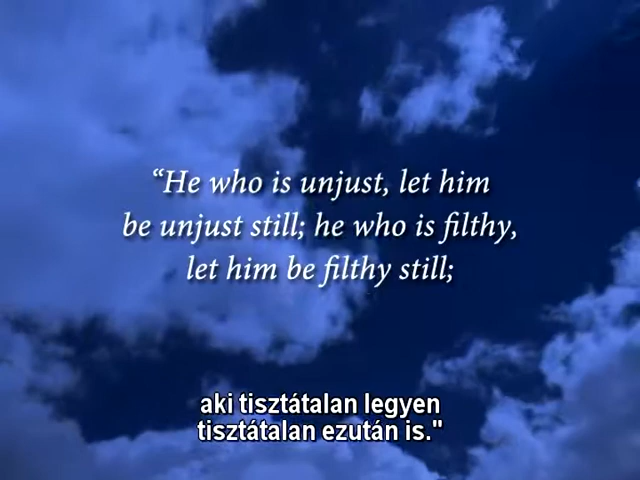 “He who is unjust, let him
be unjust still; he who is filthy,
let him be filthy still;
aki tisztátalan legyen
tisztátalan ezután is."